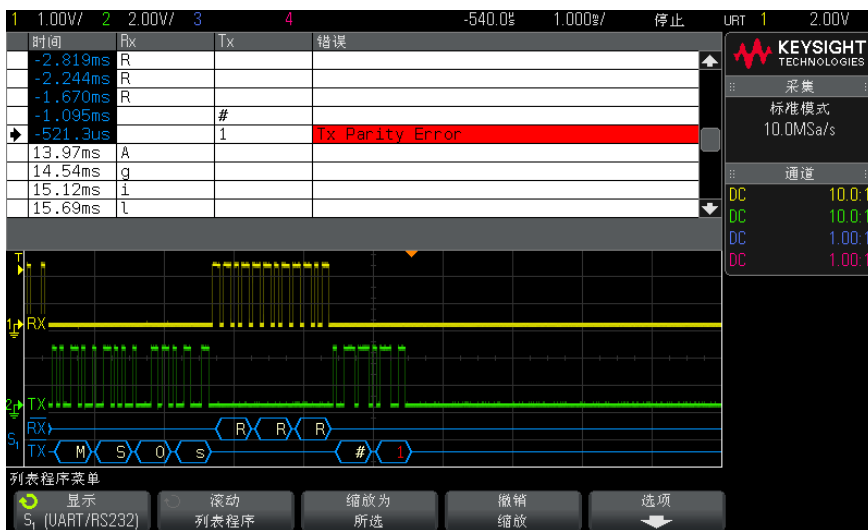 1 1.00V/ 2 2.00V/ 3 4 -540.0 1.000 / 停止 URT 1 2.00V
时间 Rx Tx 错误
-2.819ms R
-2.244ms R
-1.670ms R
-1.095ms #
-521.3us 1 Tx Parity Error
13.97ms A
14.54ms g
15.12ms i
15.69ms l
KEYSIGHT
TECHNOLOGIES
采集
标准模式
10.0MSa/s
通道
DC 10.0:1
DC 10.0:1
DC 1.00:1
DC 1.00:1
T
1 RX
2 TX
S1
RX R R R
TX M S O s # 1
列表程序菜单
显示
S1 (UART/RS232)
滚动
列表程序
缩放为
所选
撤销
缩放
选项